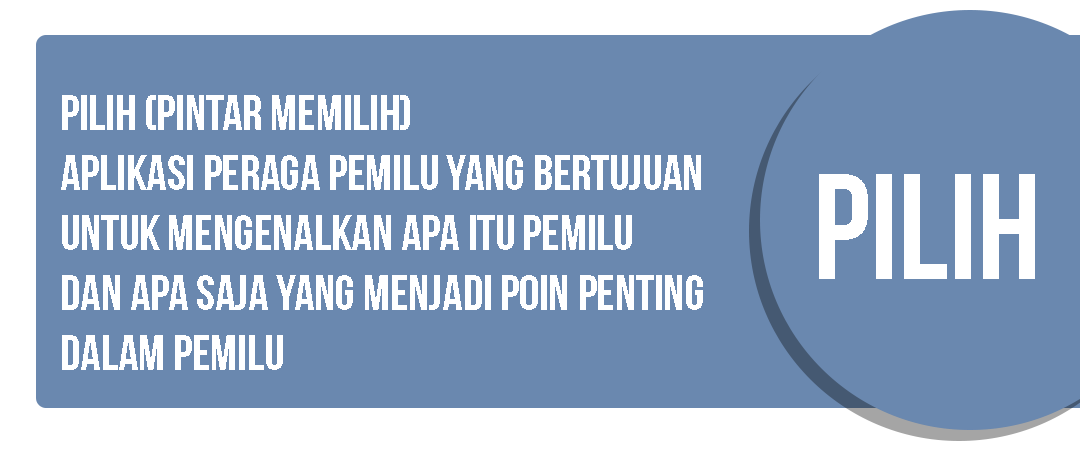 PILIH (PINTAR MEMILIH)
APLIKASI PERAGA PEMILU YANG BERTUJUAN
UNTUK MENGENALKAN APA ITU PEMILU
DAN APA SAJA YANG MENJADI POIN PENTING
DALAM PEMILU
PILIH